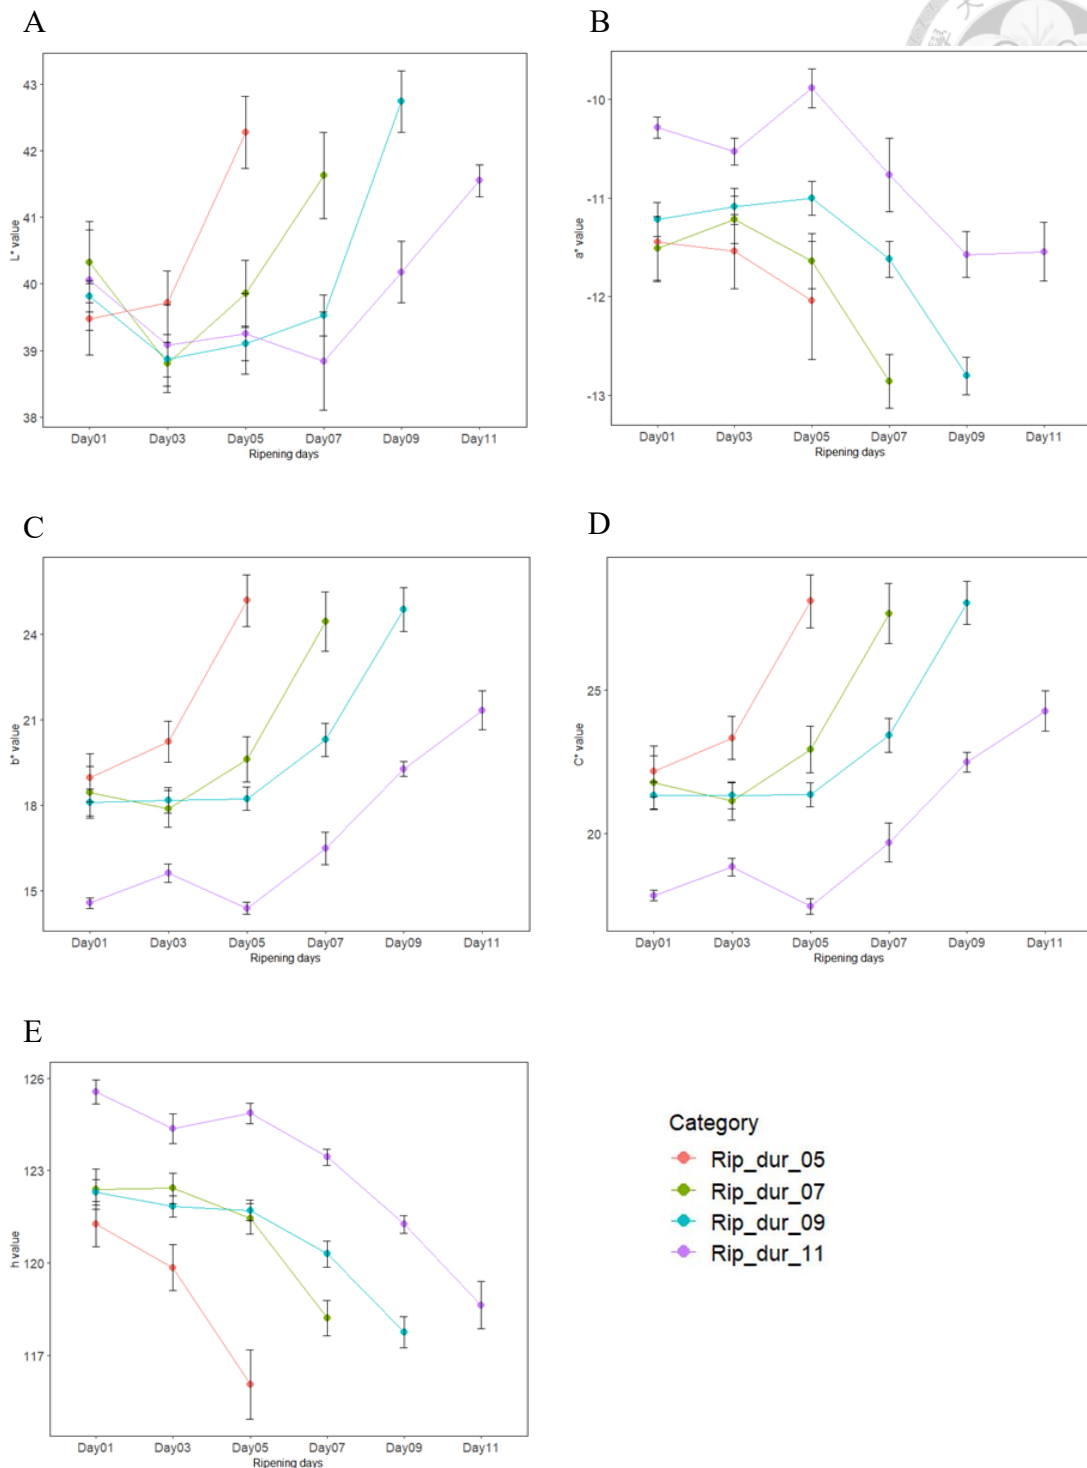 A
B
43
42
41
40
39
38
L* value
Day01 Day03 Day05 Day07 Day09 Day11
Ripening days
-10
-11
-12
-13
a* value
Day01 Day03 Day05 Day07 Day09 Day11
Ripening days
C
D
24
21
18
15
b* value
Day01 Day03 Day05 Day07 Day09 Day11
Ripening days
25
20
C* value
Day01 Day03 Day05 Day07 Day09 Day11
Ripening days
E
126
123
120
117
h value
Day01 Day03 Day05 Day07 Day09 Day11
Ripening days
Category
Rip_dur_05
Rip_dur_07
Rip_dur_09
Rip_dur_11